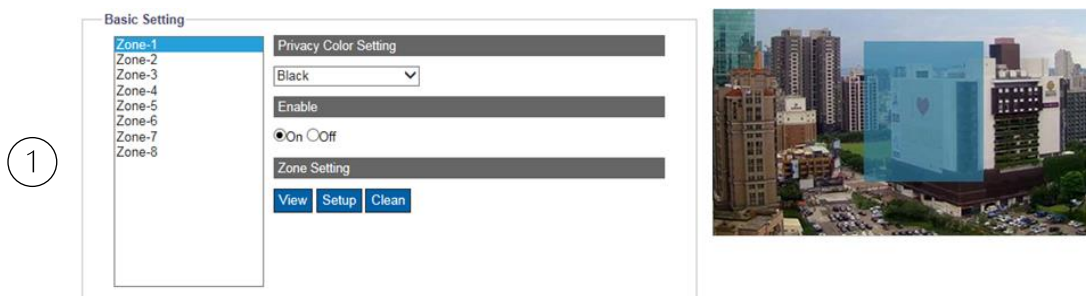 Basic Setting
Zone-1
Zone-2
Zone-3
Zone-4
Zone-5
Zone-6
Zone-7
Zone-8
Privacy Color Setting
Black
Enable
On Off
Zone Setting
View Setup Clean
1